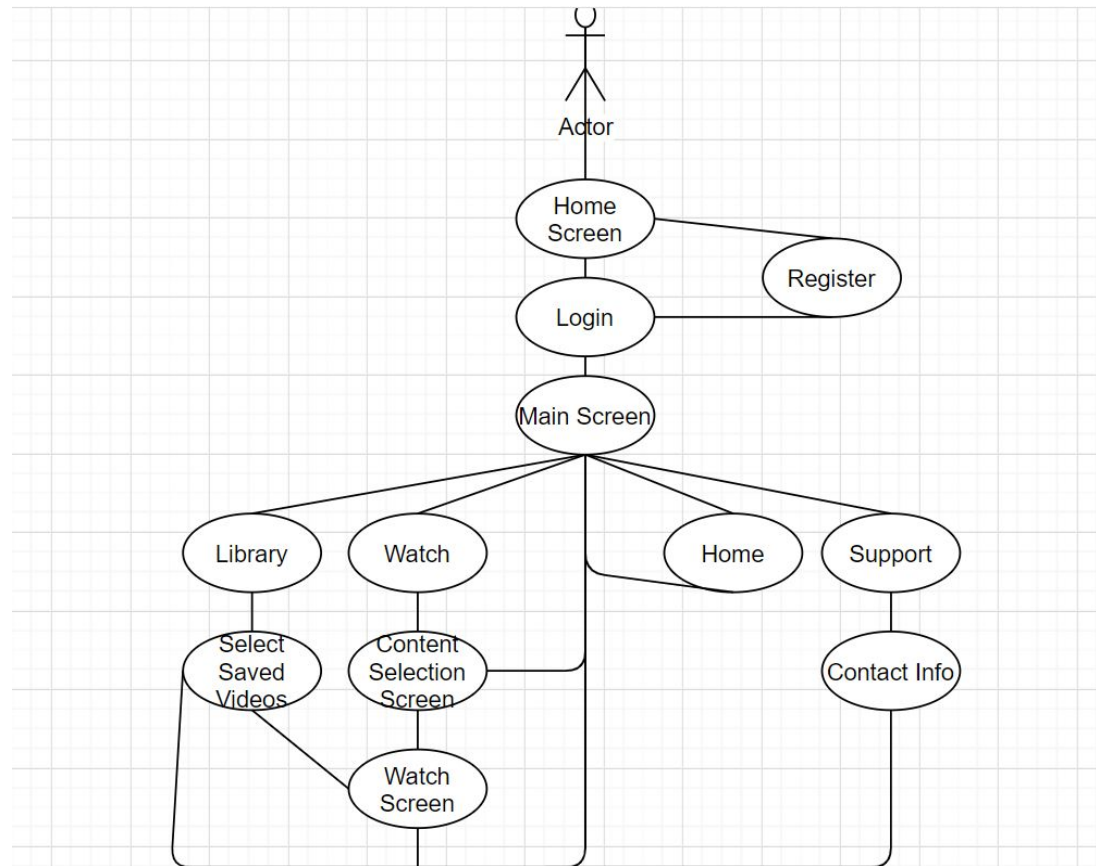 Actor
Home
Screen
Register
Login
Main Screen
Library
Watch
Home
Support
Select
Saved
Videos
Content
Selection
Screen
Contact Info
Watch
Screen